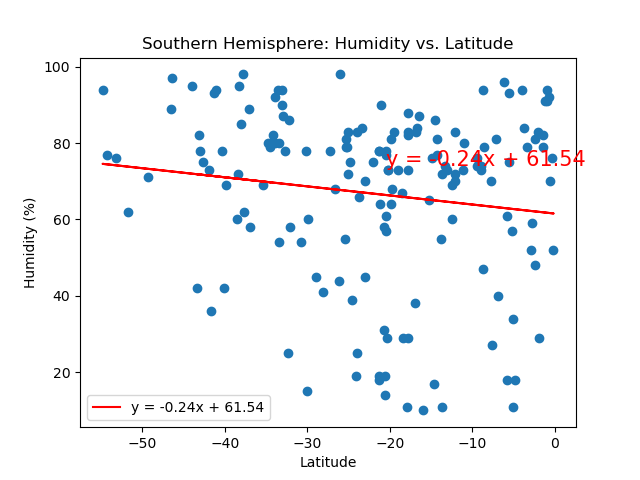 Southern Hemisphere: Humidity vs. Latitude
100
80
60
40
20
Humidity (%)
y = -0.24x + 61.54
y = -0.24x + 61.54
−50
−40
−30
−20
−10
0
Latitude